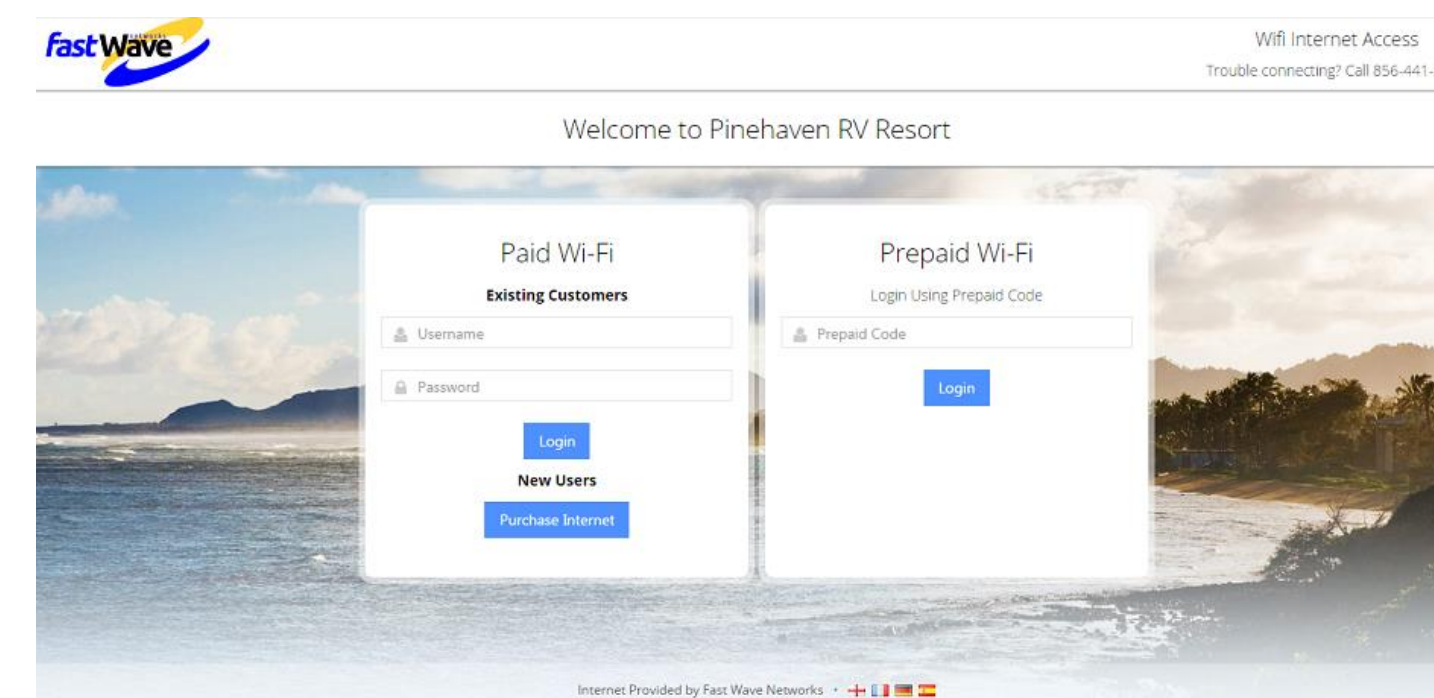 networks
fast Wave
Wifi Internet Access
Trouble connecting? Call 856-441-
Welcome to Pinehaven RV Resort
Paid Wi-Fi
Existing Customers
Username
Password
Login
New Users
Purchase Internet
Prepaid Wi-Fi
Login Using Prepaid Code
Prepaid Code
Login
Internet Provided by Fast Wave Networks •